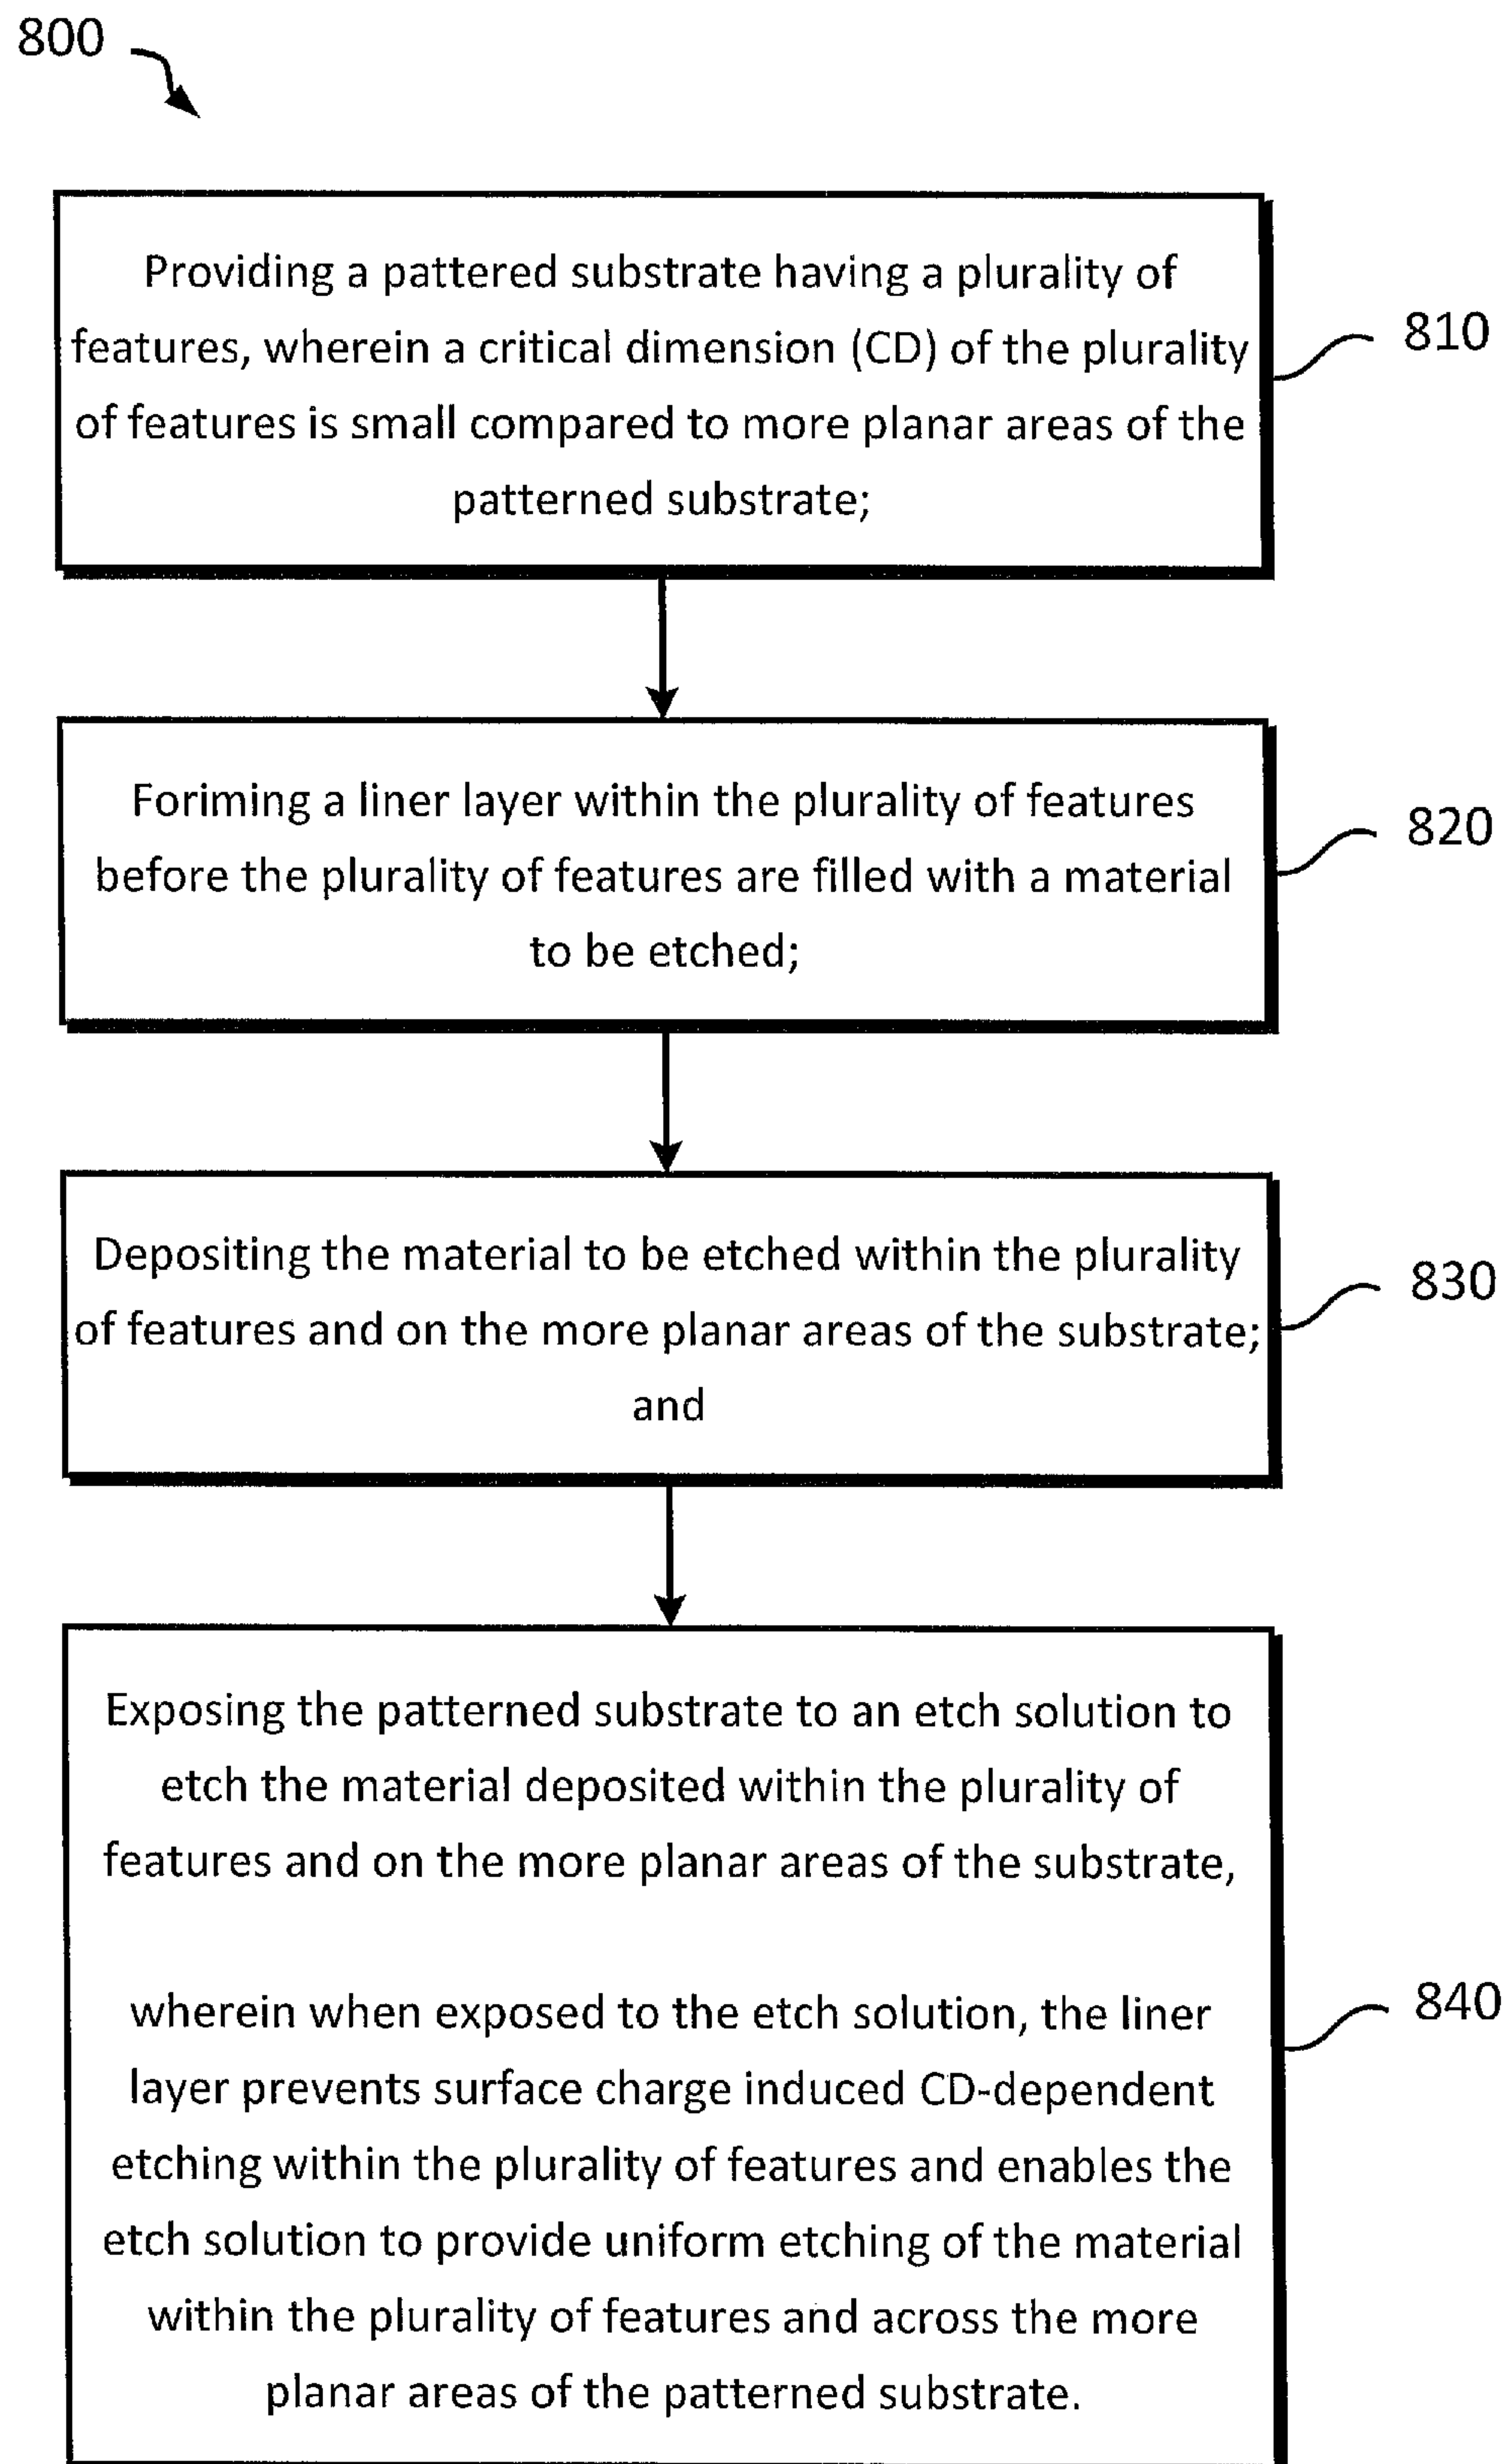 800
Providing a pattered substrate having a plurality of
features, wherein a critical dimension (CD) of the plurality
of features is small compared to more planar areas of the
patterned substrate;
810
Foriming a liner layer within the plurality of features
before the plurality of features are filled with a material
to be etched;
820
Depositing the material to be etched within the plurality
of features and on the more planar areas of the substrate;
and
830
Exposing the patterned substrate to an etch solution to
etch the material deposited within the plurality of
features and on the more planar areas of the substrate,
wherein when exposed to the etch solution, the liner
layer prevents surface charge induced CD-dependent
etching within the plurality of features and enables the
etch solution to provide uniform etching of the material
within the plurality of features and across the more
planar areas of the patterned substrate.
840